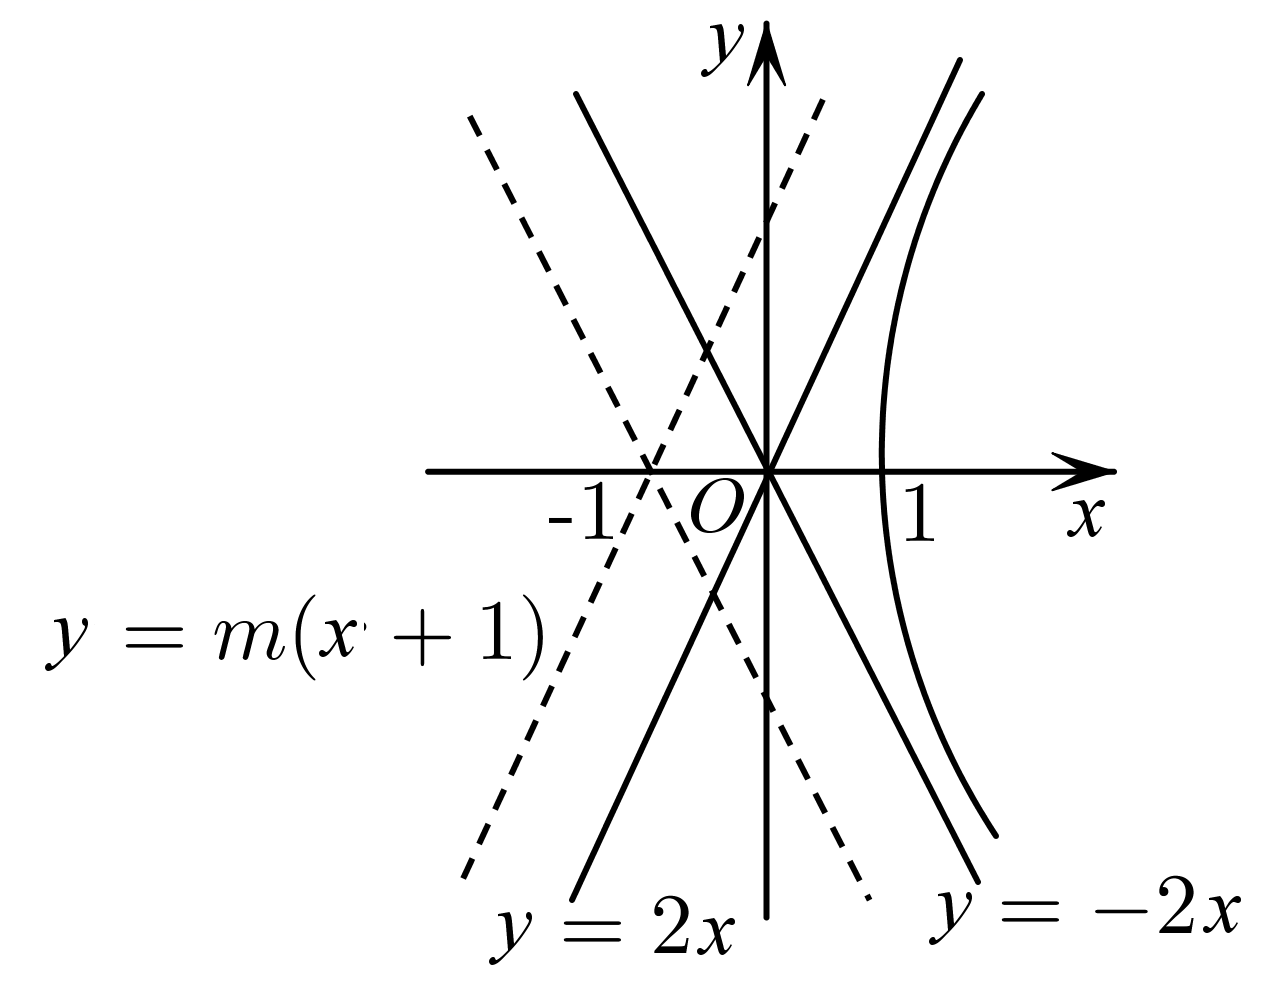 y
-1
O
1
x
y = m(x + 1)
y = 2x
y = −2x